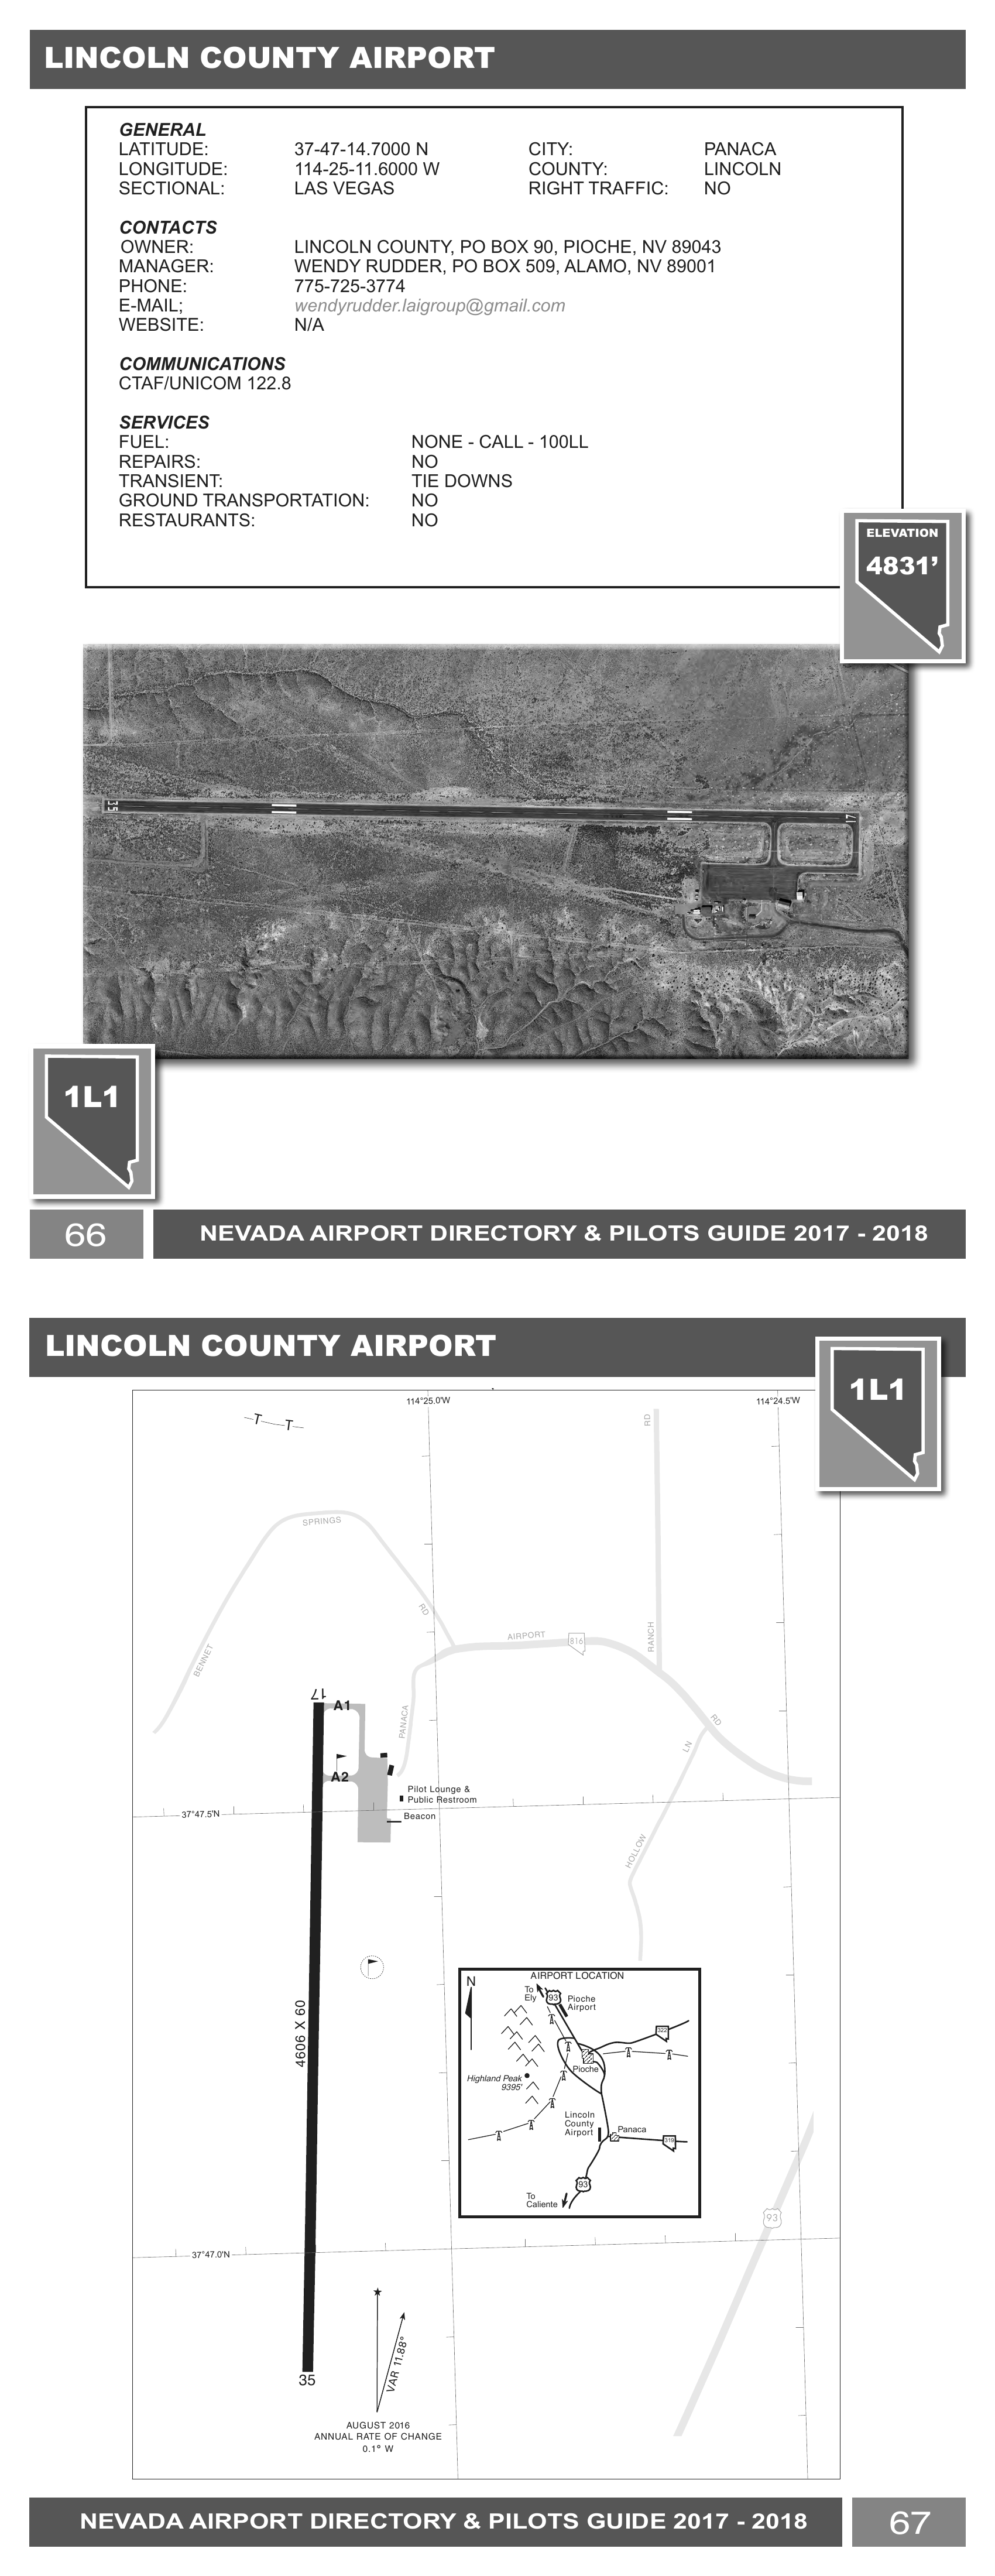 LINCOLN COUNTY AIRPORT
GENERAL
LATITUDE: 37-47-14.7000 N CITY: PANACA
LONGITUDE: 114-25-11.6000 W COUNTY: LINCOLN
SECTIONAL: LAS VEGAS RIGHT TRAFFIC: NO
CONTACTS
OWNER: LINCOLN COUNTY, PO BOX 90, PIOCHE, NV 89043
MANAGER: WENDY RUDDER, PO BOX 509, ALAMO, NV 89001
PHONE: 775-725-3774
E-MAIL; wendyrudder.laigroup@gmail.com
WEBSITE: N/A
COMMUNICATIONS
CTAF/UNICOM 122.8
SERVICES
FUEL: NONE - CALL - 100LL
REPAIRS: NO
TRANSIENT: TIE DOWNS
GROUND TRANSPORTATION: NO
RESTAURANTS: NO
ELEVATION
4831’
35
17
1L1
66
NEVADA AIRPORT DIRECTORY & PILOTS GUIDE 2017 - 2018
LINCOLN COUNTY AIRPORT
1L1
114°25.0'W
114°24.5'W
T T
RD
SPRINGS
RD
BENNET
AIRPORT
816
RANCH
17
A1
PANACA
RD
LN
A2
Pilot Lounge &
Public Restroom
37°47.5'N
Beacon
HOLLOW
4606 X 60
AIRPORT LOCATION
N
To
Ely
93
Pioche
Airport
322
Pioche
Highland Peak
9395'
Lincoln
County
Airport
Panaca
319
93
To
Caliente
93
37°47.0'N
35
VAR 11.88°
AUGUST 2016
ANNUAL RATE OF CHANGE
0.1° W
NEVADA AIRPORT DIRECTORY & PILOTS GUIDE 2017 - 2018
67